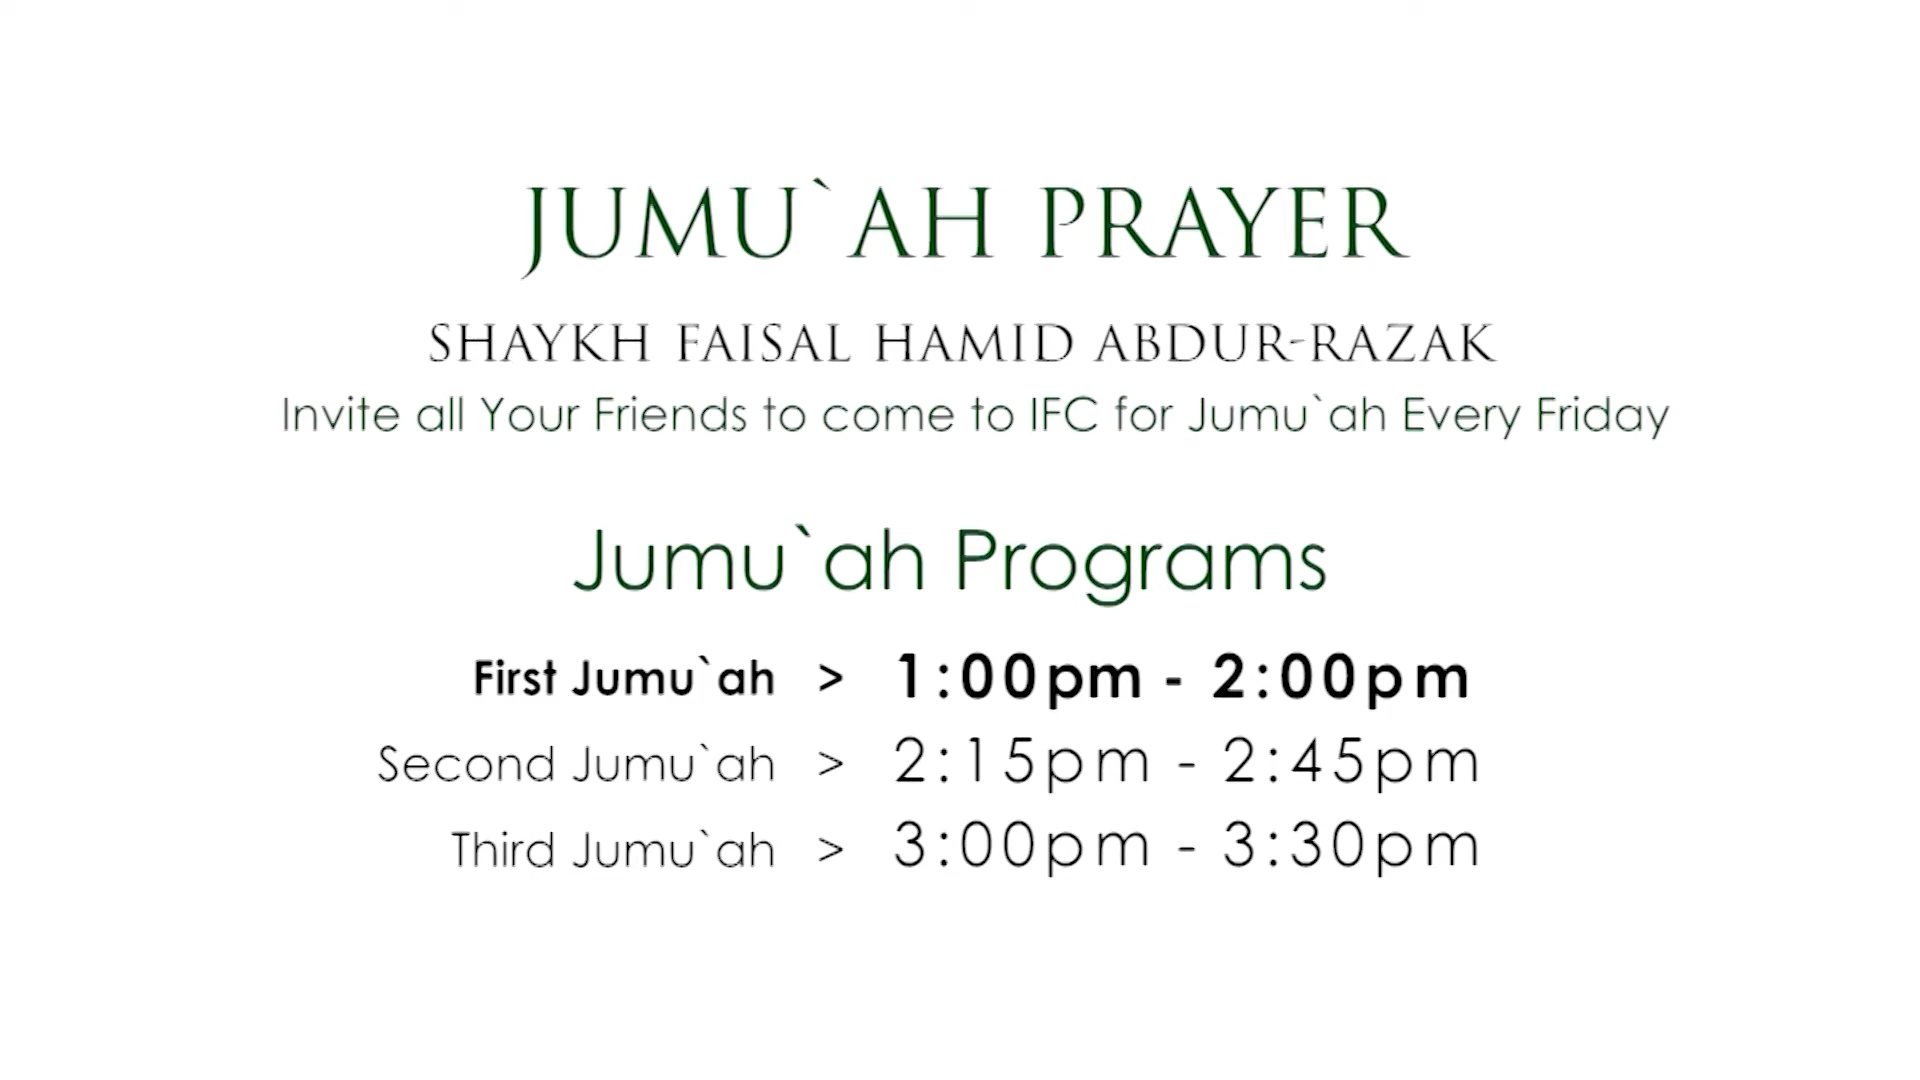 JUMU`AH PRAYER
SHAYKH FAISAL HAMID ABDUR-RAZAK
Invite all Your Friends to come to IFC for Jumu`ah Every Friday
Jumu`ah Programs
First Jumu`ah > 1:00pm - 2:00pm
Second Jumu`ah > 2:15pm - 2:45pm
Third Jumu`ah > 3:00pm - 3:30pm